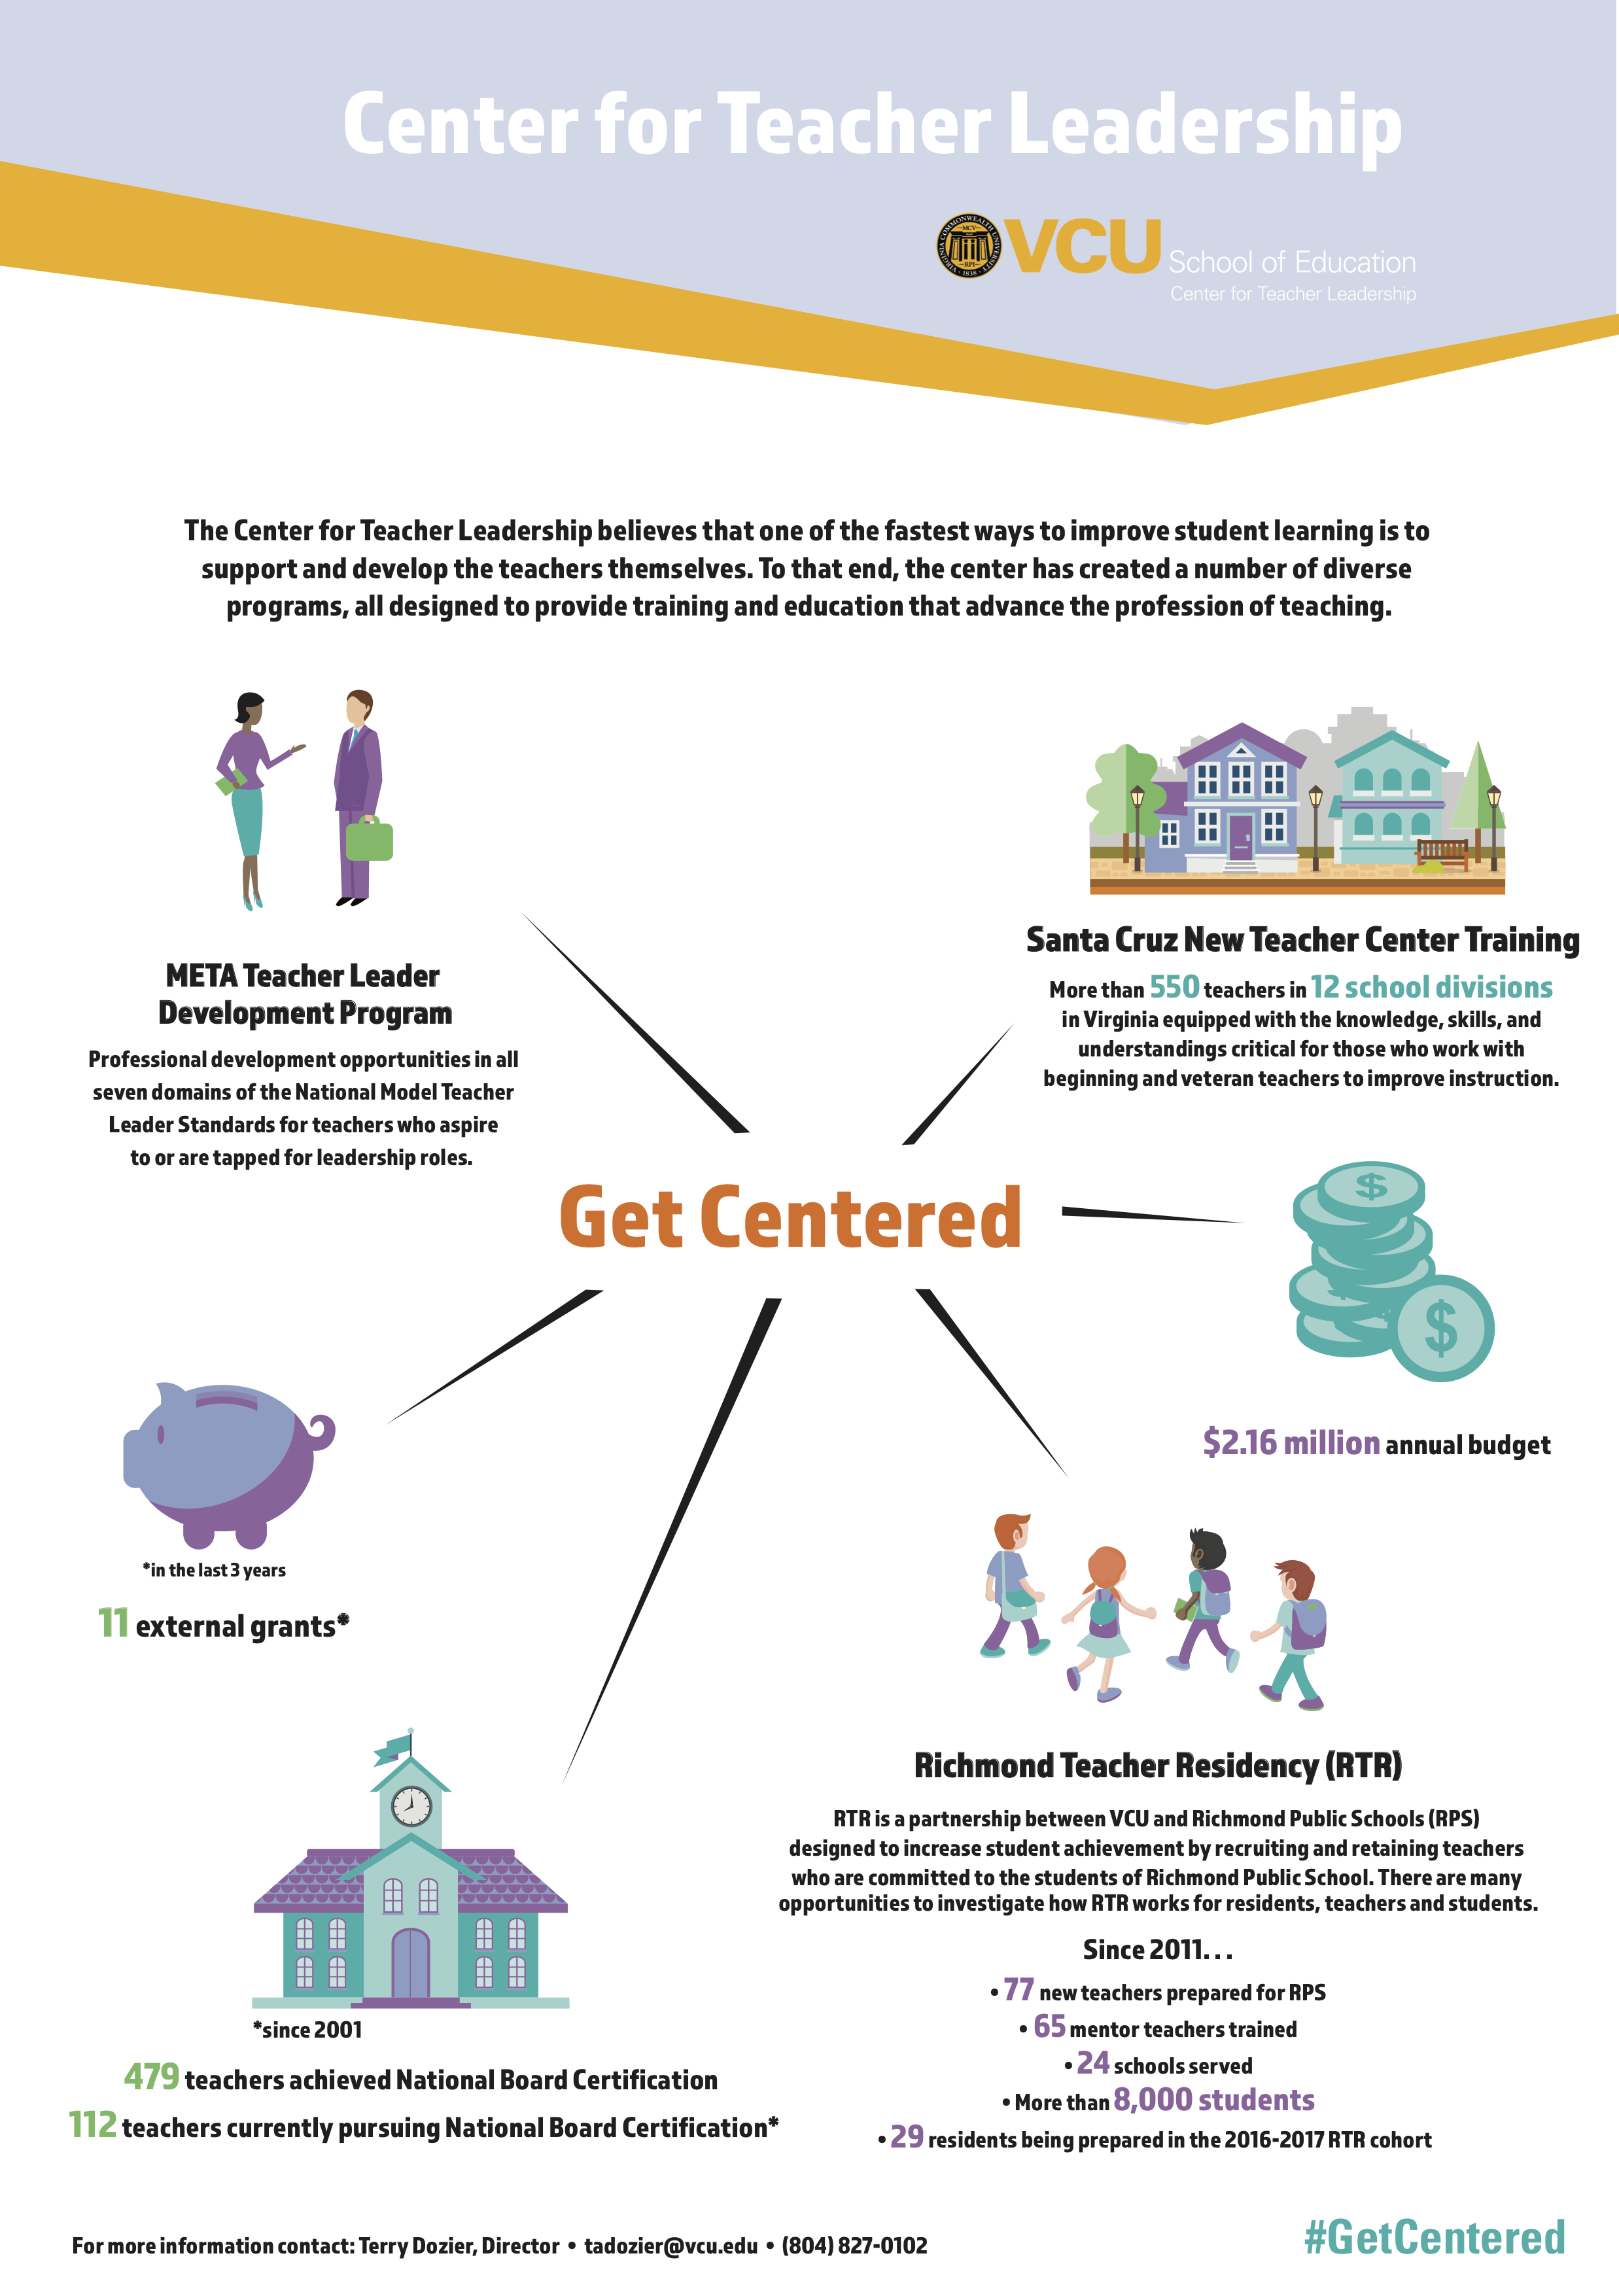 Center for Teacher Leadership
VIRGINIA COMMONWEALTH UNIVERSITY
MCV
RPI
1838
VCU School of Education
Center for Teacher Leadership
The Center for Teacher Leadership believes that one of the fastest ways to improve student learning is to
support and develop the teachers themselves. To that end, the center has created a number of diverse
programs, all designed to provide training and education that advance the profession of teaching.
META Teacher Leader
Development Program
Professional development opportunities in all
seven domains of the National Model Teacher
Leader Standards for teachers who aspire
to or are tapped for leadership roles.
Santa Cruz New Teacher Center Training
More than 550 teachers in 12 school divisions
in Virginia equipped with the knowledge, skills, and
understandings critical for those who work with
beginning and veteran teachers to improve instruction.
Get Centered
$
$
$2.16 million annual budget
*in the last 3 years
11 external grants*
*since 2001
479 teachers achieved National Board Certification
112 teachers currently pursuing National Board Certification*
Richmond Teacher Residency (RTR)
RTR is a partnership between VCU and Richmond Public Schools (RPS)
designed to increase student achievement by recruiting and retaining teachers
who are committed to the students of Richmond Public School. There are many
opportunities to investigate how RTR works for residents, teachers and students.
Since 2011...
• 77 new teachers prepared for RPS
• 65 mentor teachers trained
• 24 schools served
• More than 8,000 students
• 29 residents being prepared in the 2016-2017 RTR cohort
For more information contact: Terry Dozier, Director • tadozier@vcu.edu • (804) 827-0102
#GetCentered